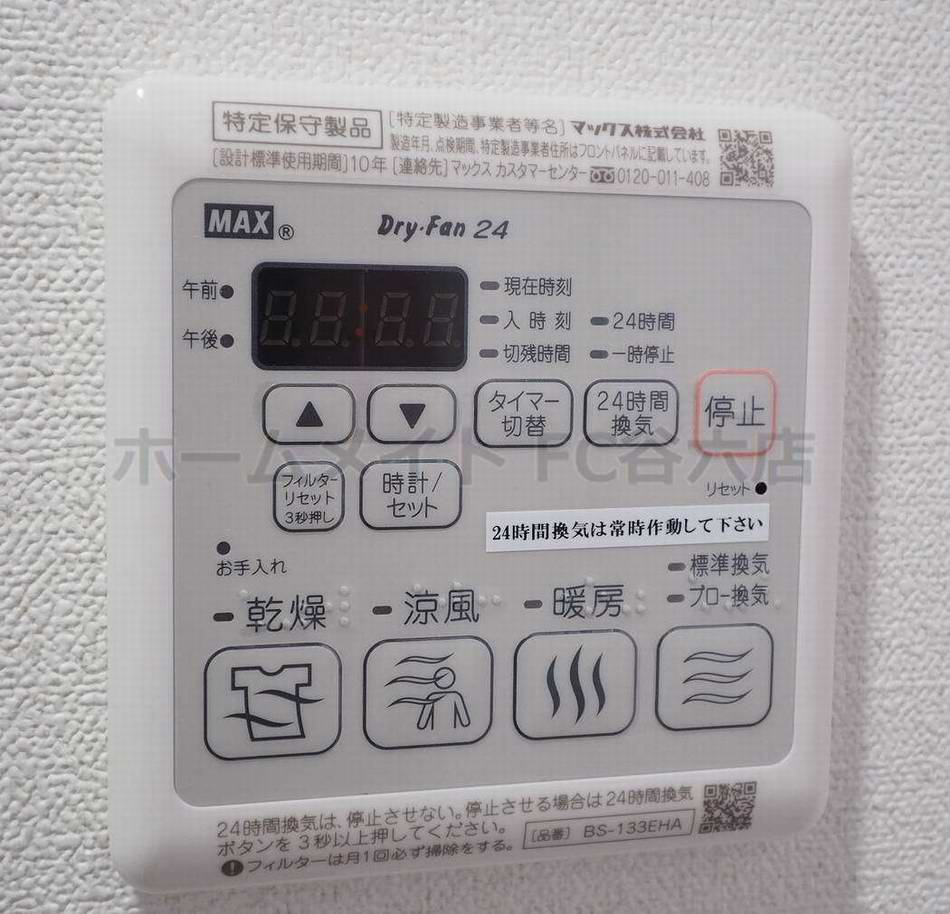 特定保守製品
[特定製造事業者等名] マックス株式会社
製造年月、点検期間、特定製造事業者住所はフロントパネルに記載しています。
[設計標準使用期間]10年 [連絡先] マックス カスタマーセンター 0120-011-408
MAX®
Dry・Fan 24
午前
午後
88:88
現在時刻
入時刻
24時間
切残時間
一時停止
▲
▼
タイマー
切替
24時間
換気
停止
ホームメイトFC谷六店
フィルター
リセット
3秒押し
時計/
セット
リセット
24時間換気は常時作動して下さい
お手入れ
標準換気
ブロー換気
乾燥
涼風
暖房
24時間換気は、停止させない。停止させる場合は24時間換気
ボタンを3秒以上押してください。
フィルターは月1回必ず掃除をする。
[品番] BS-133EHA